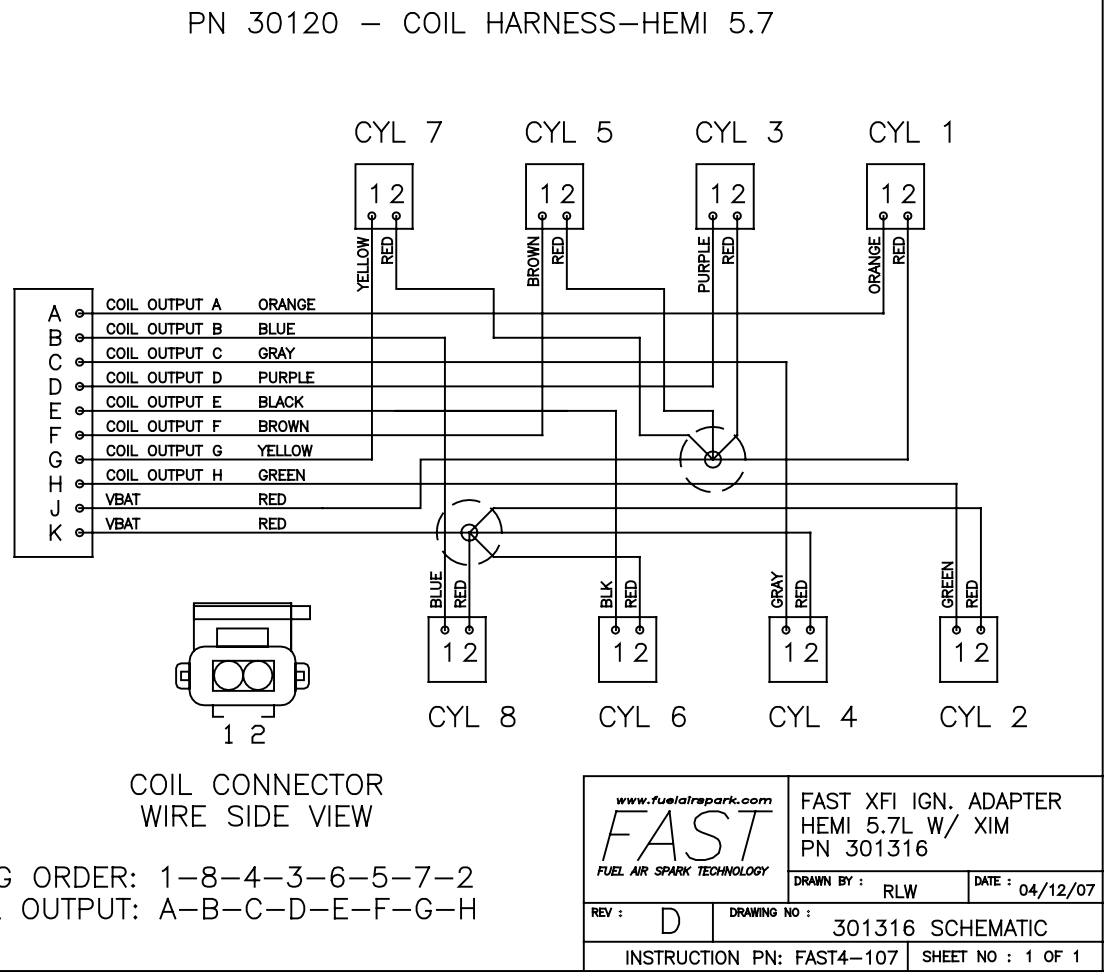 PN 30120 - COIL HARNESS-HEMI 5.7
CYL 7 CYL 5 CYL 3 CYL 1
1 2 1 2 1 2 1 2
YELLOW RED BROWN RED PURPLE RED ORANGE RED
A COIL OUTPUT A ORANGE
B COIL OUTPUT B BLUE
C COIL OUTPUT C GRAY
D COIL OUTPUT D PURPLE
E COIL OUTPUT E BLACK
F COIL OUTPUT F BROWN
G COIL OUTPUT G YELLOW
H COIL OUTPUT H GREEN
J VBAT RED
K VBAT RED
BLUE RED BLK RED GRAY RED GREEN RED
1 2 1 2 1 2 1 2
CYL 8 CYL 6 CYL 4 CYL 2
1 2
COIL CONNECTOR
WIRE SIDE VIEW
G ORDER: 1-8-4-3-6-5-7-2
OUTPUT: A-B-C-D-E-F-G-H
www.fuelairspark.com
FAST
FUEL AIR SPARK TECHNOLOGY
FAST XFI IGN. ADAPTER
HEMI 5.7L W/ XIM
PN 301316
DRAWN BY : RLW
DATE : 04/12/07
REV : D
DRAWING NO :
301316 SCHEMATIC
INSTRUCTION PN: FAST4-107
SHEET NO : 1 OF 1